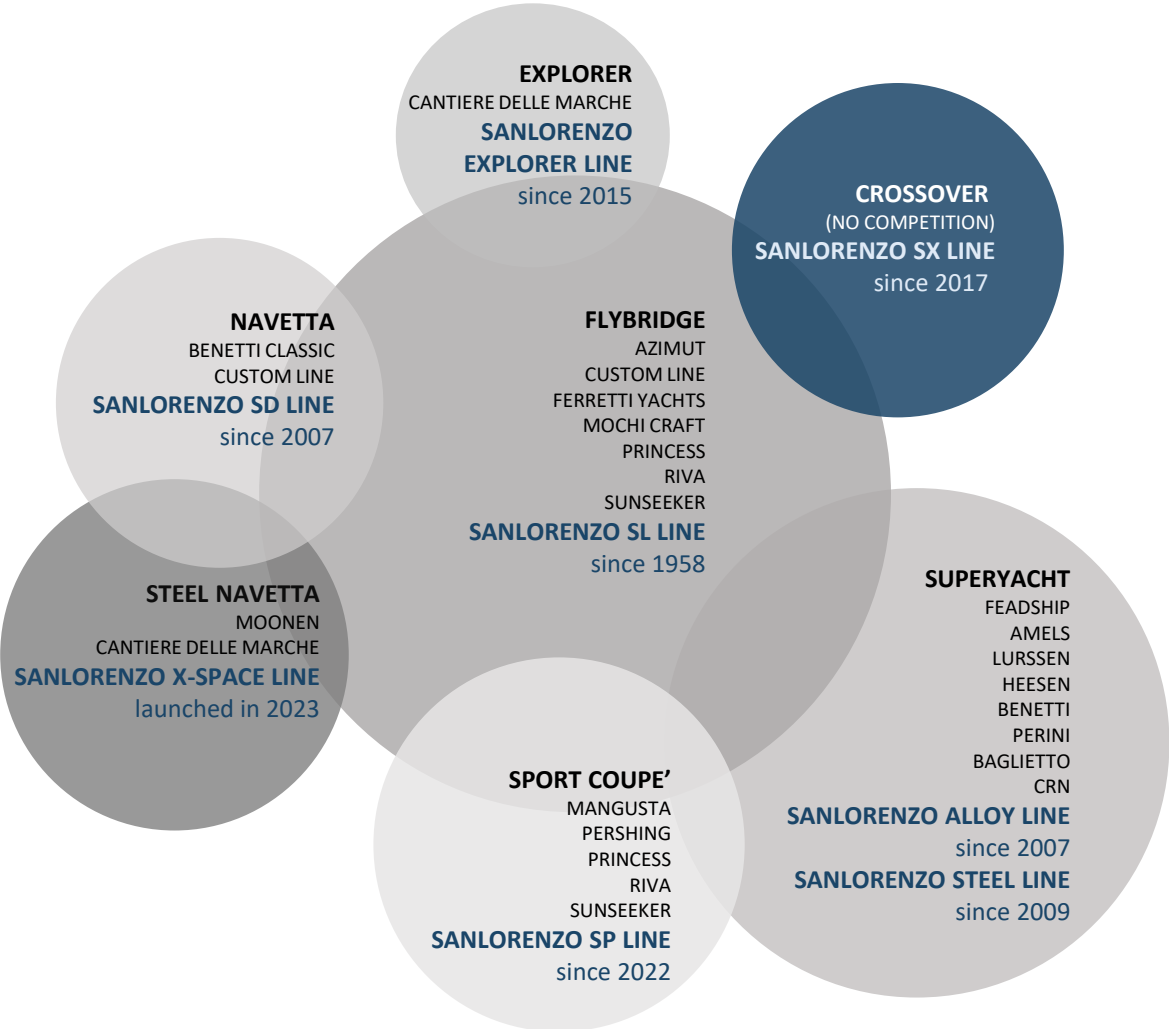 EXPLORER
CANTIERE DELLE MARCHE
SANLORENZO
EXPLORER LINE
since 2015
CROSSOVER
(NO COMPETITION)
SANLORENZO SX LINE
since 2017
NAVETTA
BENETTI CLASSIC
CUSTOM LINE
SANLORENZO SD LINE
since 2007
FLYBRIDGE
AZIMUT
CUSTOM LINE
FERRETTI YACHTS
MOCHI CRAFT
PRINCESS
RIVA
SUNSEEKER
SANLORENZO SL LINE
since 1958
STEEL NAVETTA
MOONEN
CANTIERE DELLE MARCHE
SANLORENZO X-SPACE LINE
launched in 2023
SUPERYACHT
FEADSHIP
AMELS
LURSSEN
HEESEN
BENETTI
PERINI
BAGLIETTO
CRN
SANLORENZO ALLOY LINE
since 2007
SANLORENZO STEEL LINE
since 2009
SPORT COUPE’
MANGUSTA
PERSHING
PRINCESS
RIVA
SUNSEEKER
SANLORENZO SP LINE
since 2022